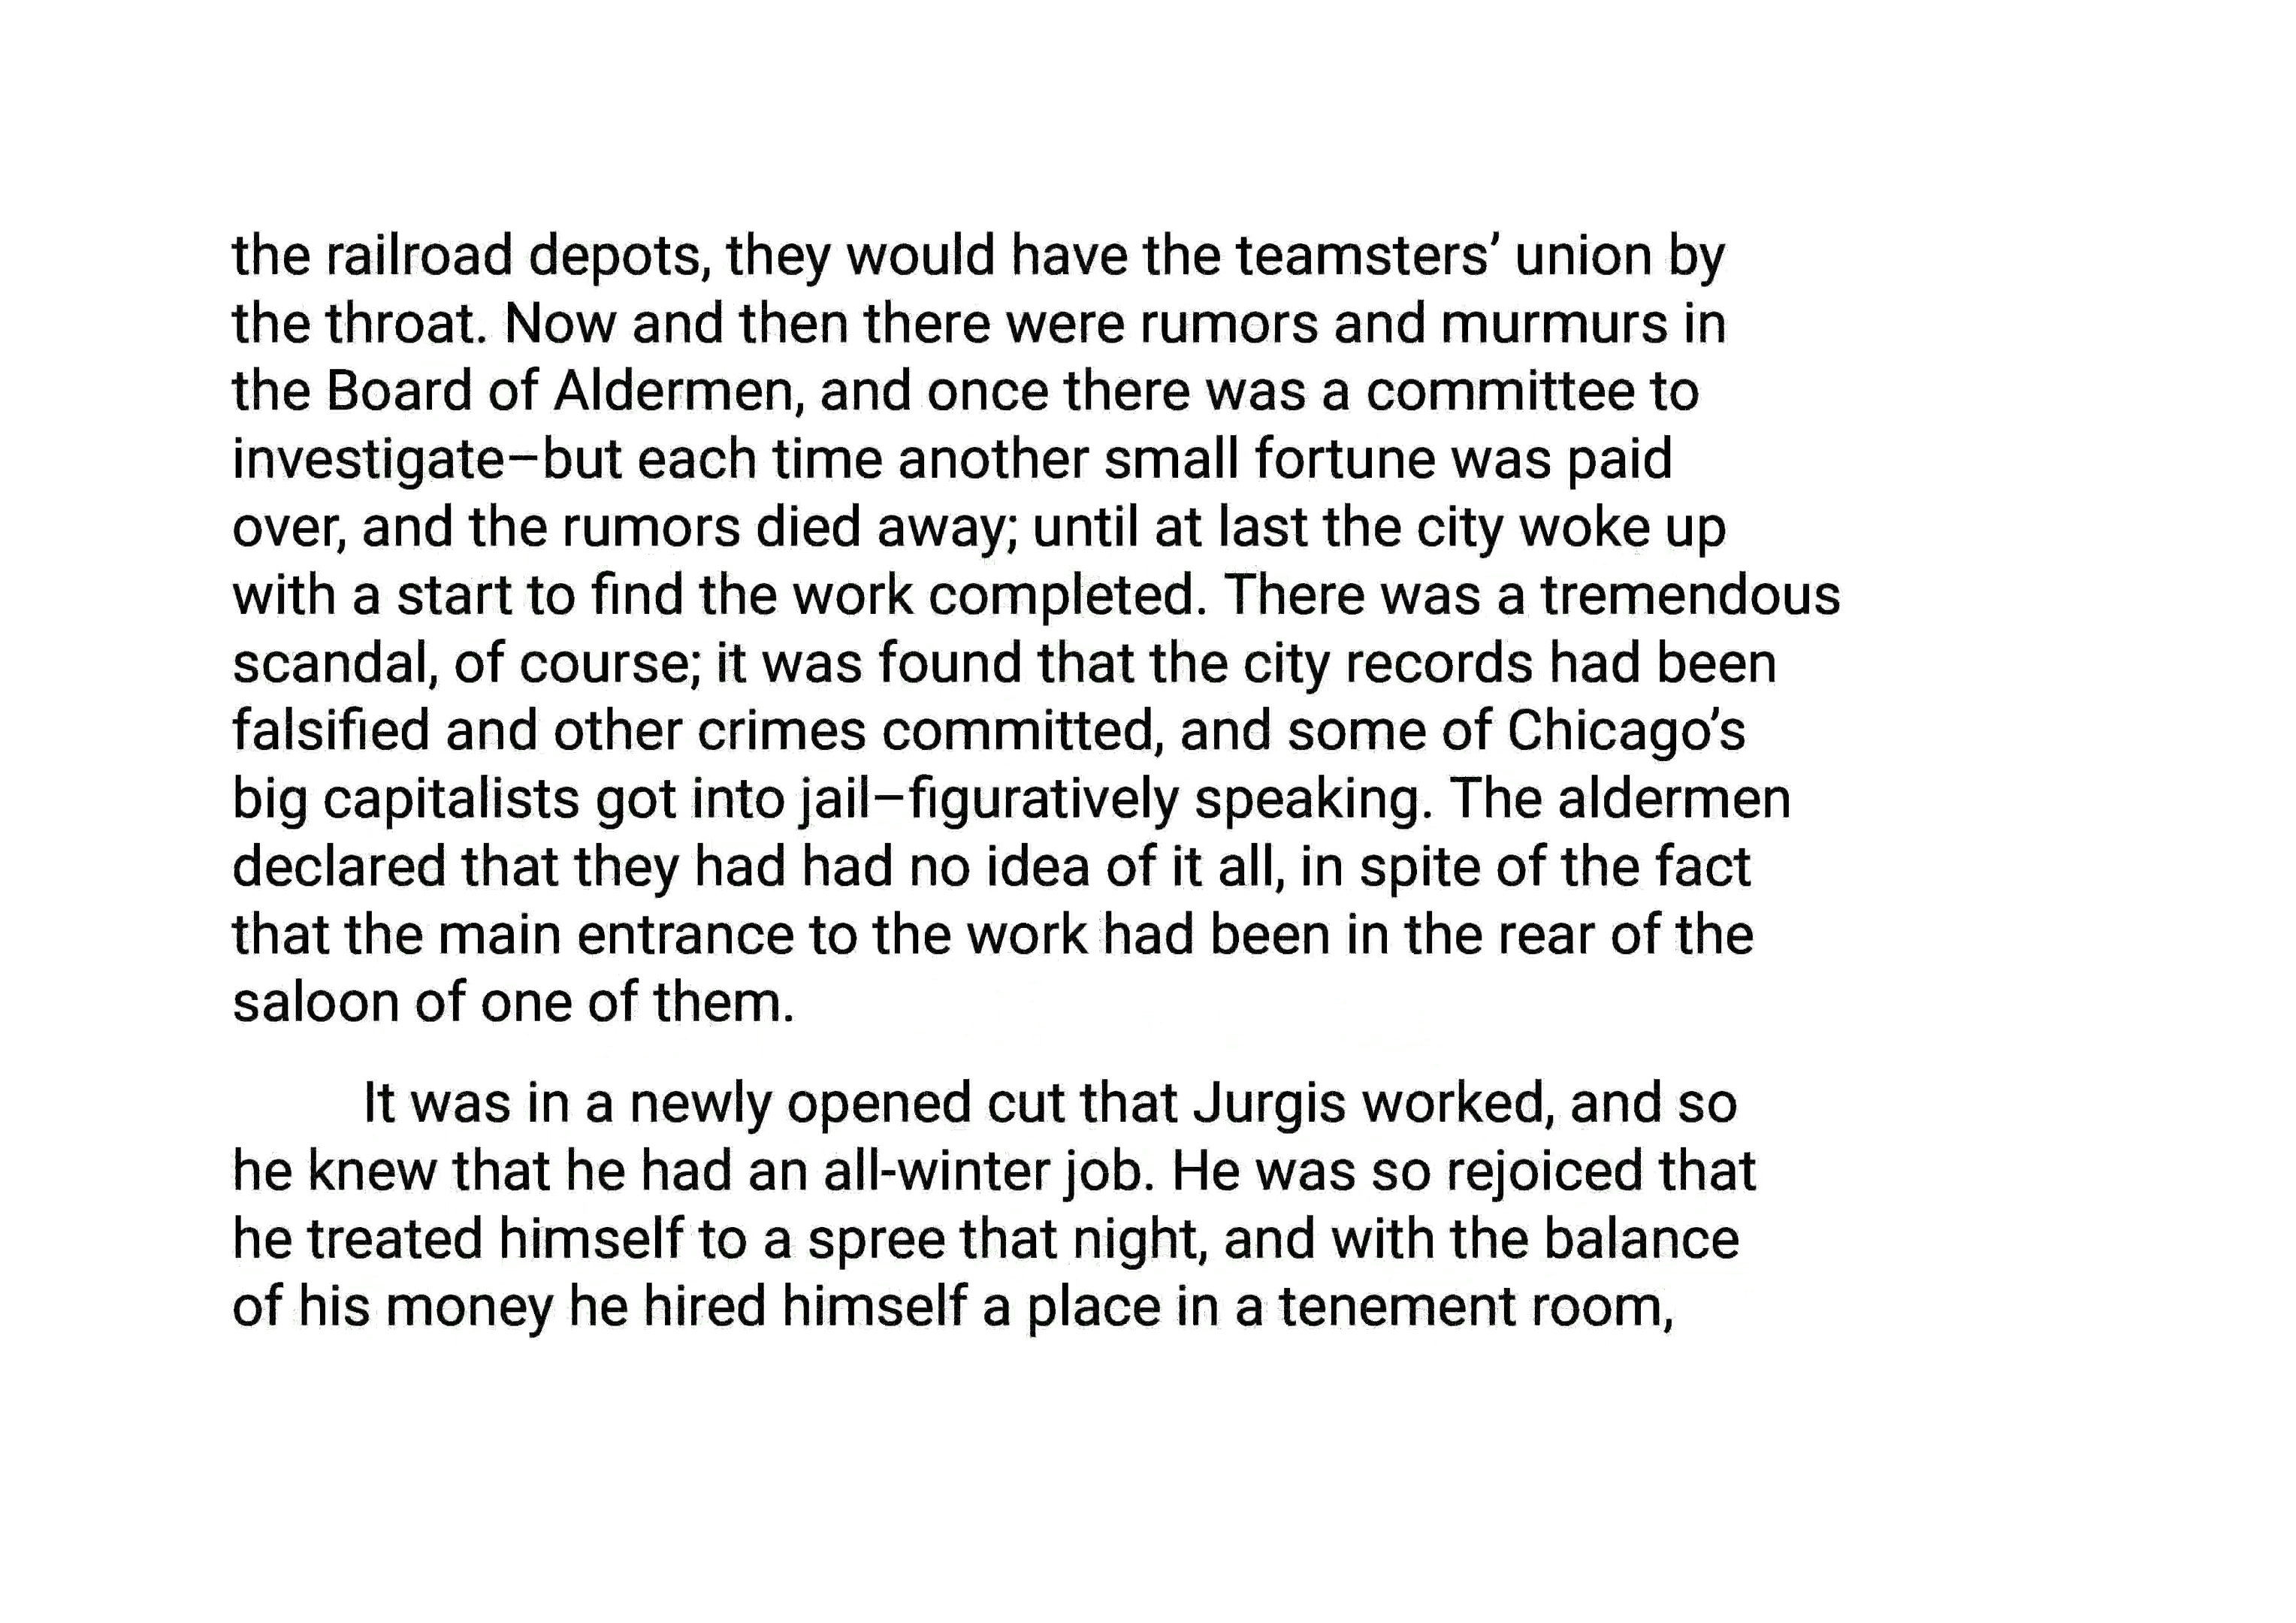 the railroad depots, they would have the teamsters’ union by
the throat. Now and then there were rumors and murmurs in
the Board of Aldermen, and once there was a committee to
investigate–but each time another small fortune was paid
over, and the rumors died away; until at last the city woke up
with a start to find the work completed. There was a tremendous
scandal, of course; it was found that the city records had been
falsified and other crimes committed, and some of Chicago’s
big capitalists got into jail–figuratively speaking. The aldermen
declared that they had had no idea of it all, in spite of the fact
that the main entrance to the work had been in the rear of the
saloon of one of them.
It was in a newly opened cut that Jurgis worked, and so
he knew that he had an all-winter job. He was so rejoiced that
he treated himself to a spree that night, and with the balance
of his money he hired himself a place in a tenement room,